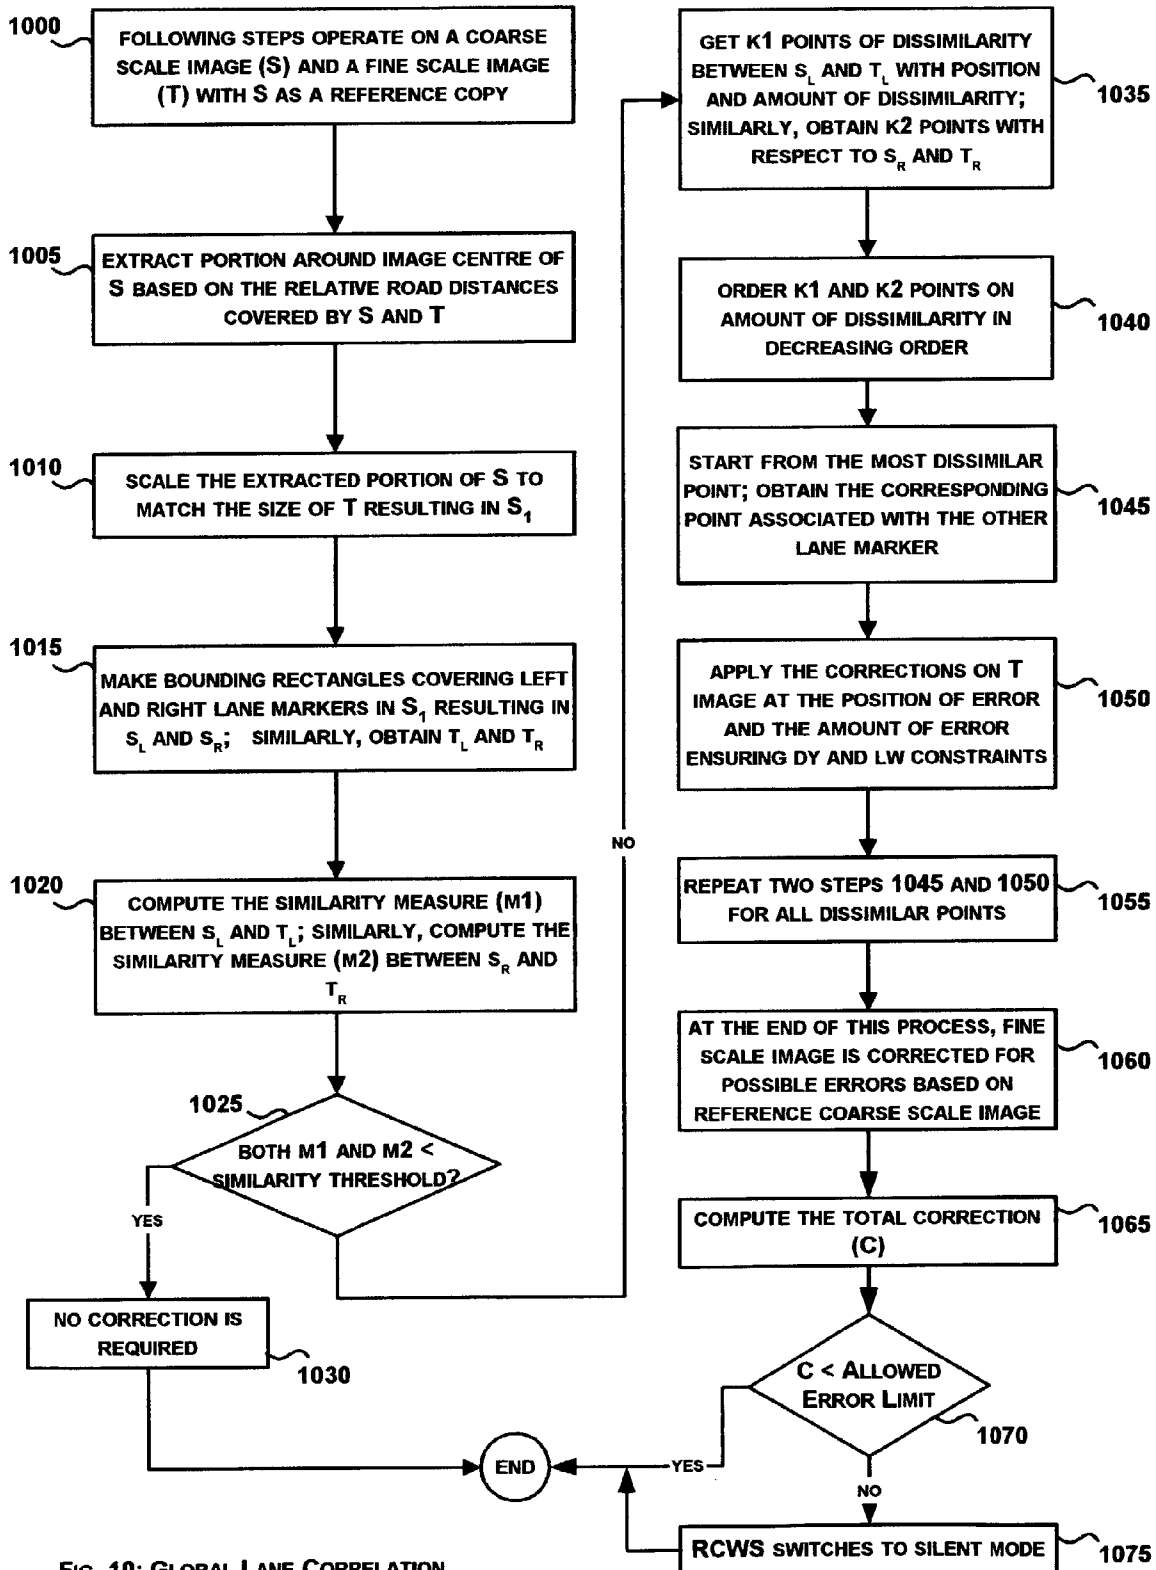 1000
FOLLOWING STEPS OPERATE ON A COARSE
SCALE IMAGE (S) AND A FINE SCALE IMAGE
(T) WITH S AS A REFERENCE COPY
1005
EXTRACT PORTION AROUND IMAGE CENTRE OF
S BASED ON THE RELATIVE ROAD DISTANCES
COVERED BY S AND T
1010
SCALE THE EXTRACTED PORTION OF S TO
MATCH THE SIZE OF T RESULTING IN S1
1015
MAKE BOUNDING RECTANGLES COVERING LEFT
AND RIGHT LANE MARKERS IN S1 RESULTING IN
SL AND SR; SIMILARLY, OBTAIN TL AND TR
1020
COMPUTE THE SIMILARITY MEASURE (M1)
BETWEEN SL AND TL; SIMILARLY, COMPUTE THE
SIMILARITY MEASURE (M2) BETWEEN SR AND
TR
1025
BOTH M1 AND M2 <
SIMILARITY THRESHOLD?
YES
NO
NO CORRECTION IS
REQUIRED
1030
GET K1 POINTS OF DISSIMILARITY
BETWEEN SL AND TL WITH POSITION
AND AMOUNT OF DISSIMILARITY;
SIMILARLY, OBTAIN K2 POINTS WITH
RESPECT TO SR AND TR
1035
ORDER K1 AND K2 POINTS ON
AMOUNT OF DISSIMILARITY IN
DECREASING ORDER
1040
START FROM THE MOST DISSIMILAR
POINT; OBTAIN THE CORRESPONDING
POINT ASSOCIATED WITH THE OTHER
LANE MARKER
1045
APPLY THE CORRECTIONS ON T
IMAGE AT THE POSITION OF ERROR
AND THE AMOUNT OF ERROR
ENSURING DY AND LW CONSTRAINTS
1050
REPEAT TWO STEPS 1045 AND 1050
FOR ALL DISSIMILAR POINTS
1055
AT THE END OF THIS PROCESS, FINE
SCALE IMAGE IS CORRECTED FOR
POSSIBLE ERRORS BASED ON
REFERENCE COARSE SCALE IMAGE
1060
COMPUTE THE TOTAL CORRECTION
(C)
1065
C < ALLOWED
ERROR LIMIT
1070
YES
NO
END
RCWS SWITCHES TO SILENT MODE
1075
FIG. 10: GLOBAL LANE CORRELATION